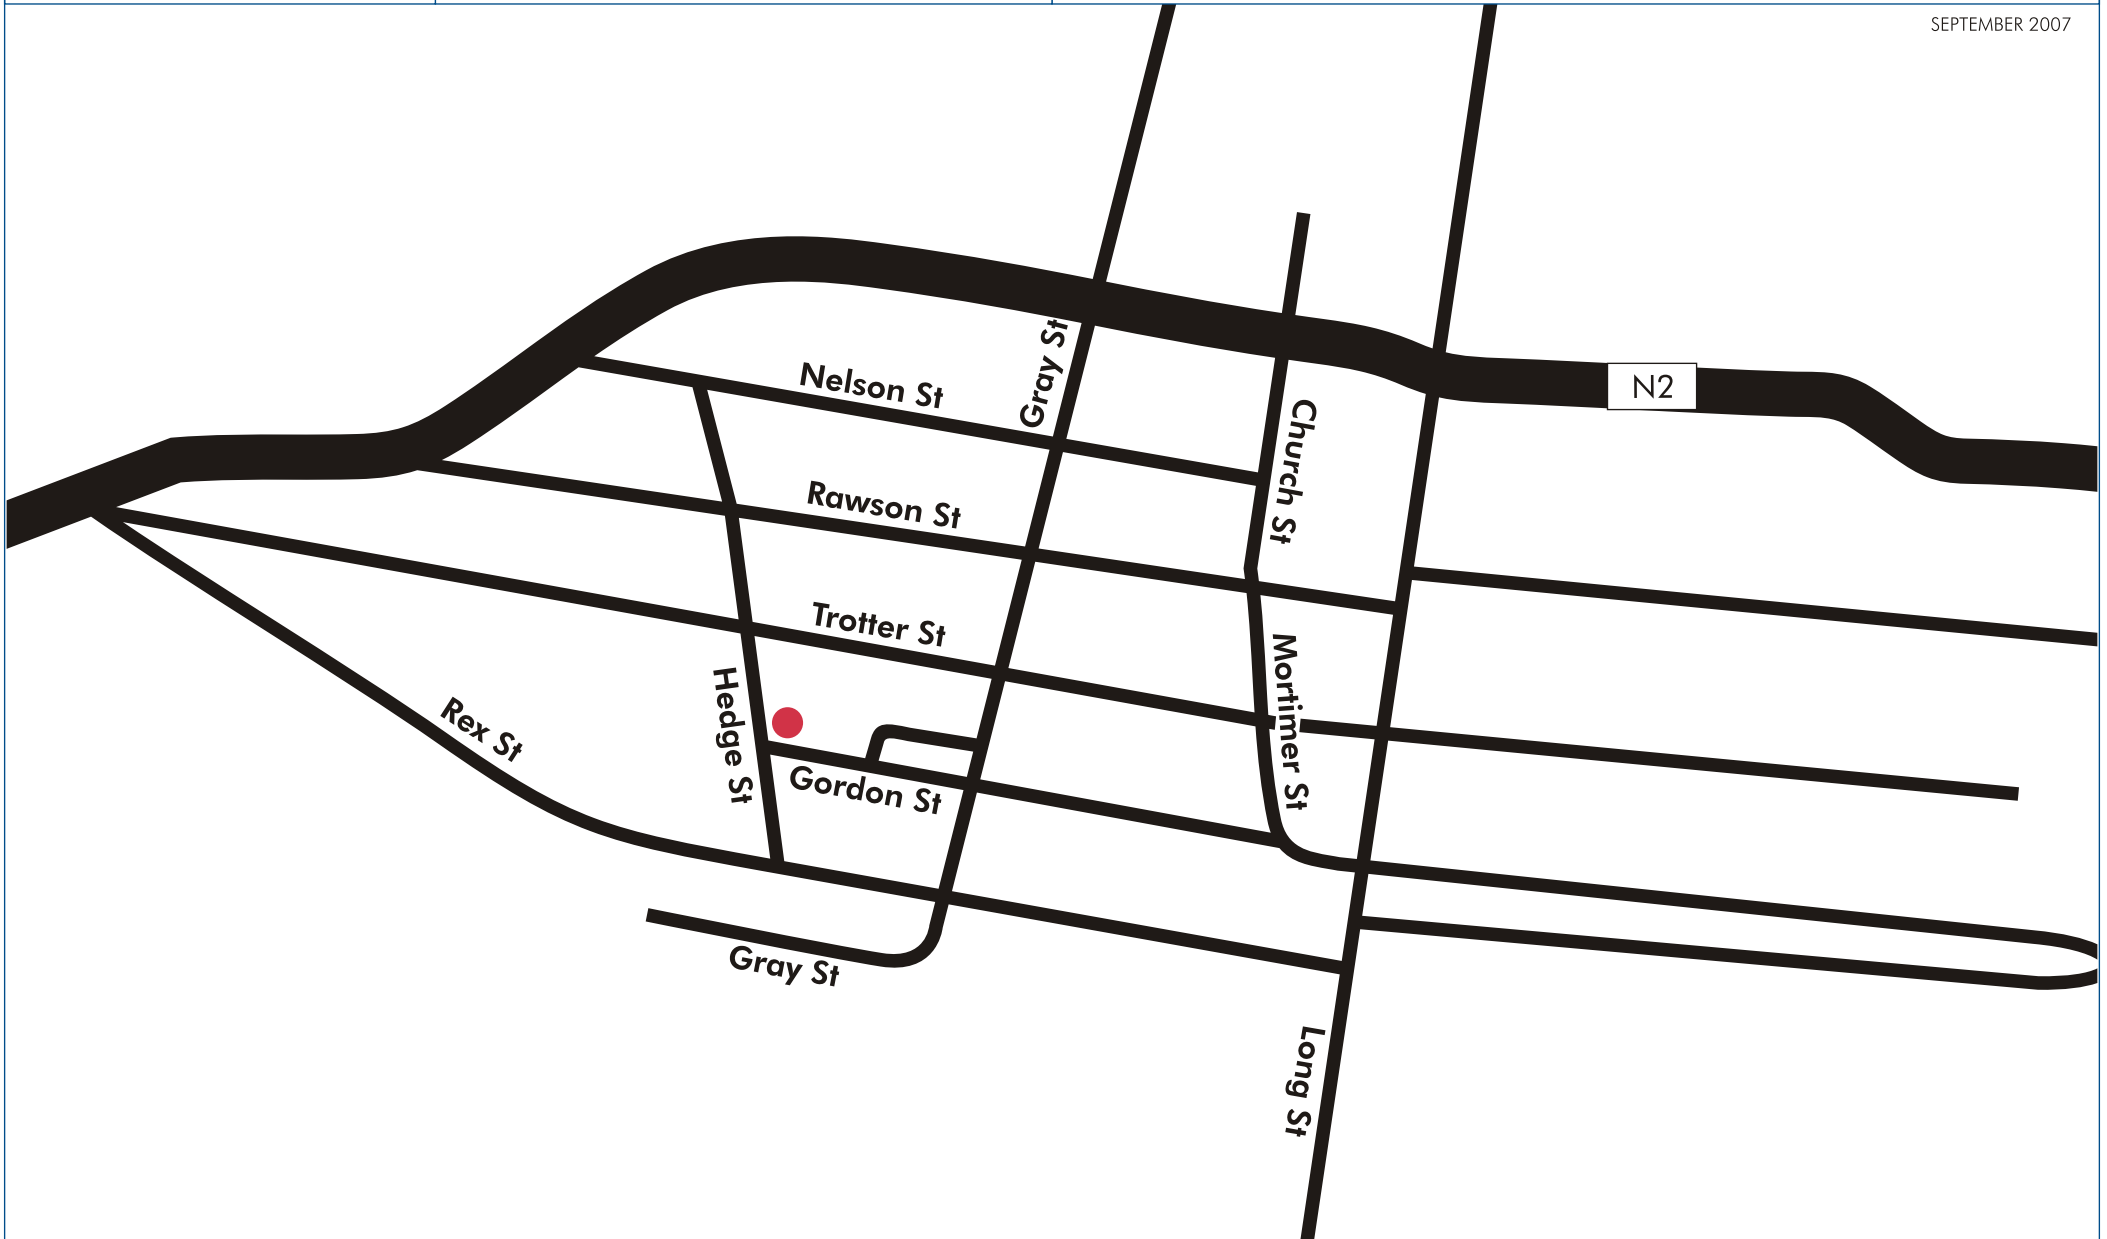 SEPTEMBER 2007
Gray St
Nelson St
N2
Church St
Rawson St
Trotter St
Mortimer St
Hedge St
Rex St
Gordon St
Gray St
Long St